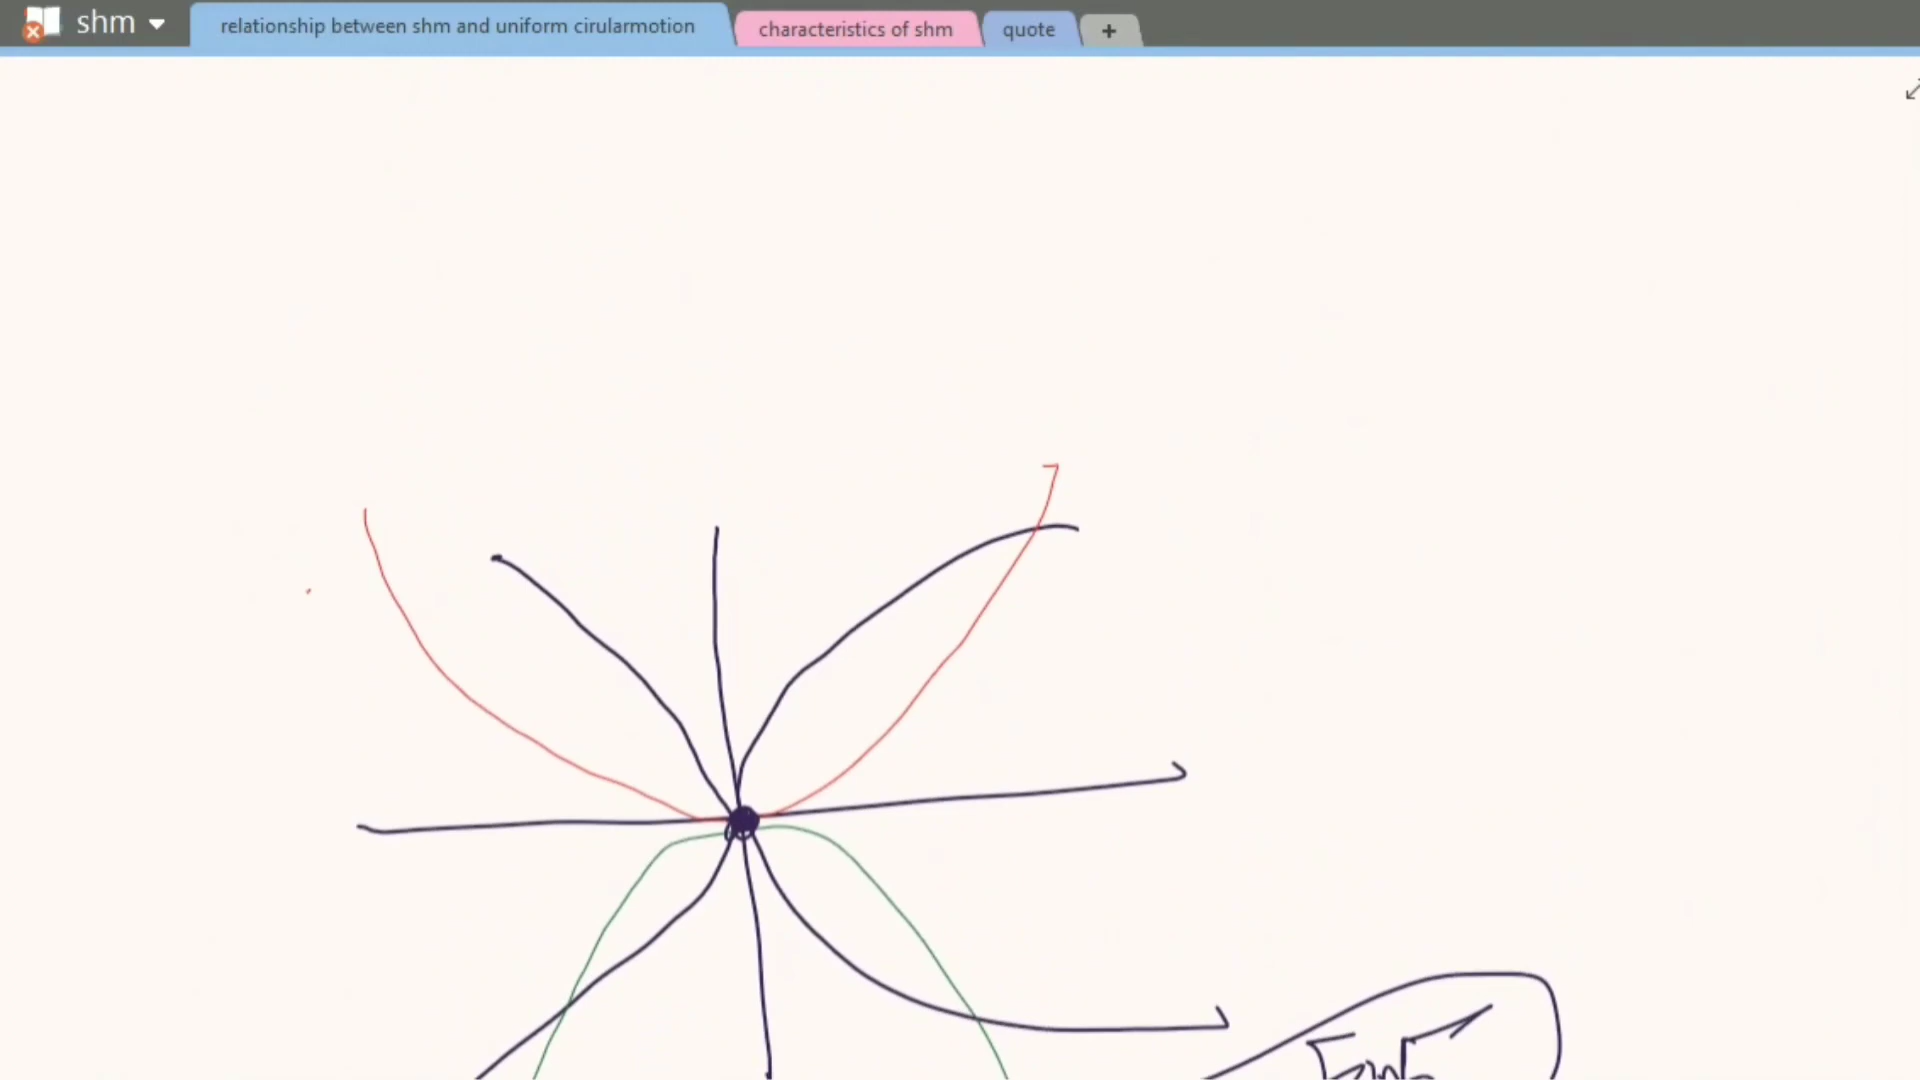 shm
relationship between shm and uniform cirularmotion
characteristics of shm
quote
+